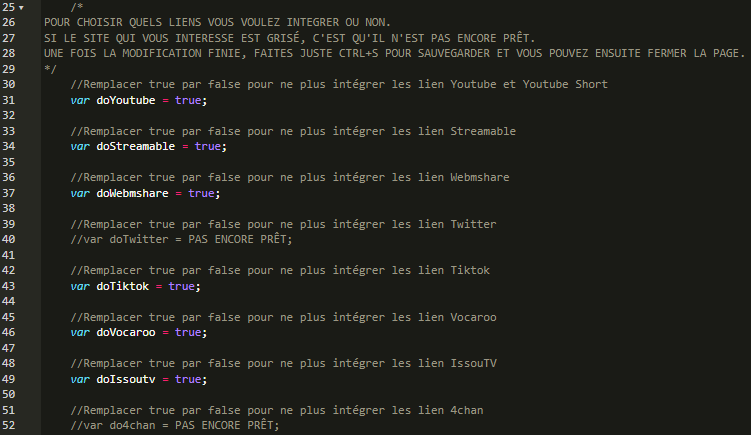 25 /*
26 POUR CHOISIR QUELS LIENS VOUS VOULEZ INTEGRER OU NON.
27 SI LE SITE QUI VOUS INTERESSE EST GRISÉ, C'EST QU'IL N'EST PAS ENCORE PRÊT.
28 UNE FOIS LA MODIFICATION FINIE, FAITES JUSTE CTRL+S POUR SAUVEGARDER ET VOUS POUVEZ ENSUITE FERMER LA PAGE.
29 */
30 //Remplacer true par false pour ne plus intégrer les lien Youtube et Youtube Short
31 var doYoutube = true;
32
33 //Remplacer true par false pour ne plus intégrer les lien Streamable
34 var doStreamable = true;
35
36 //Remplacer true par false pour ne plus intégrer les lien Webmshare
37 var doWebmshare = true;
38
39 //Remplacer true par false pour ne plus intégrer les lien Twitter
40 //var doTwitter = PAS ENCORE PRÊT;
41
42 //Remplacer true par false pour ne plus intégrer les lien Tiktok
43 var doTiktok = true;
44
45 //Remplacer true par false pour ne plus intégrer les lien Vocaroo
46 var doVocaroo = true;
47
48 //Remplacer true par false pour ne plus intégrer les lien IssouTV
49 var doIssoutv = true;
50
51 //Remplacer true par false pour ne plus intégrer les lien 4chan
52 //var do4chan = PAS ENCORE PRÊT;